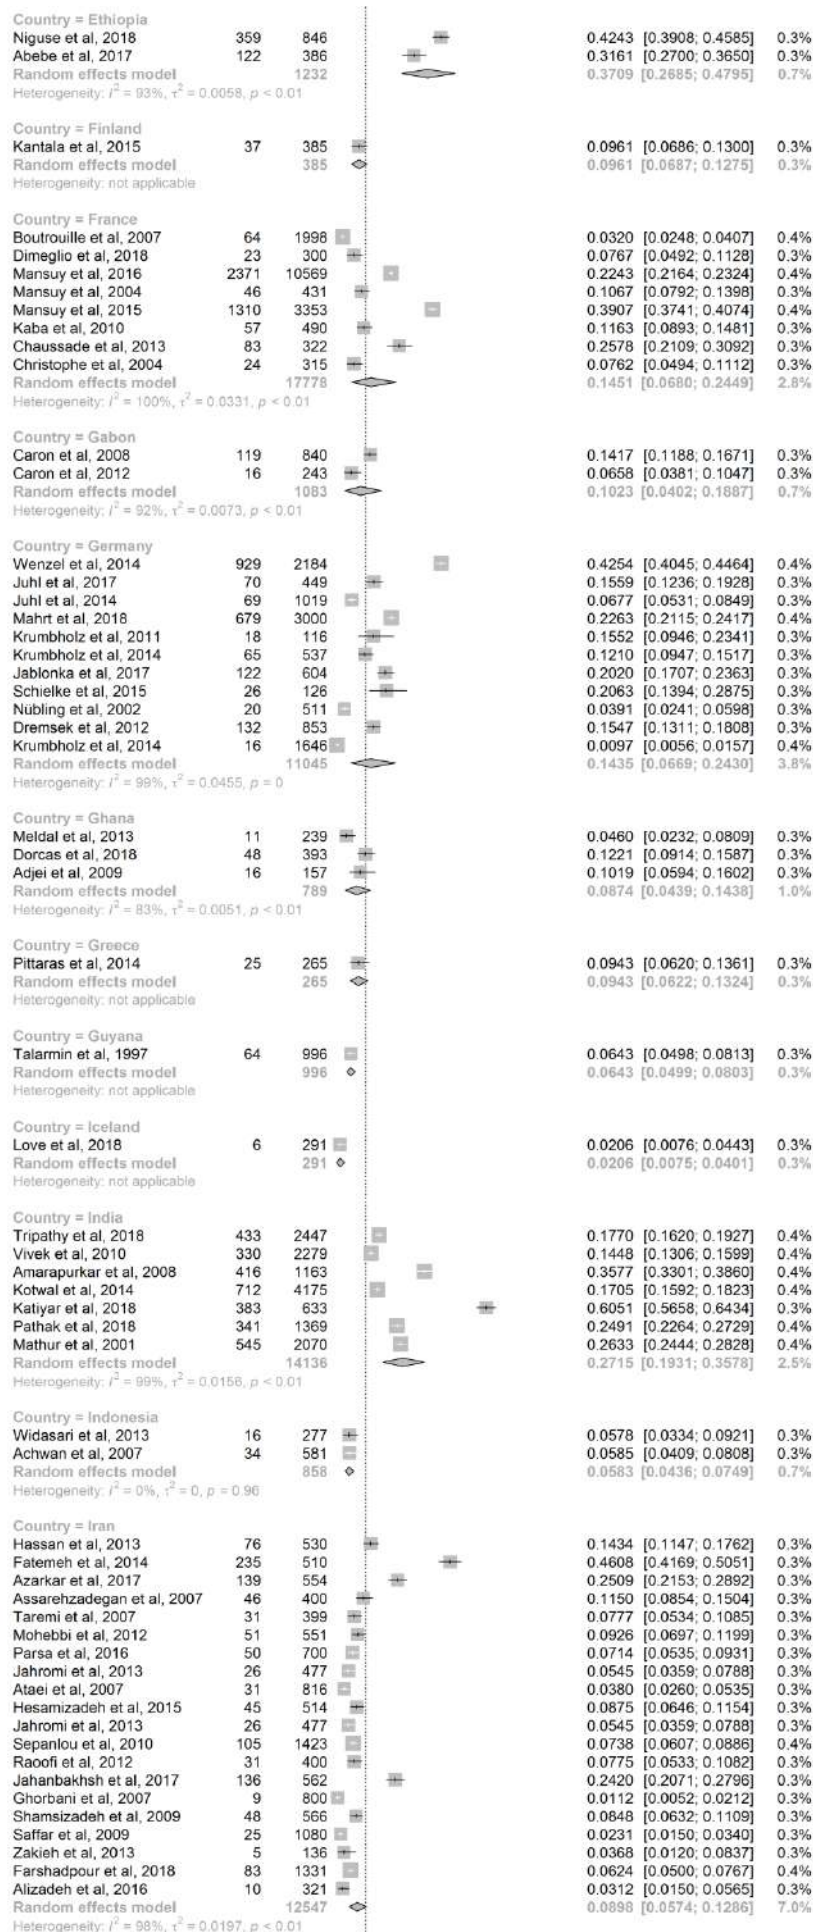 Country = Ethiopia
Niguse et al, 2018 359 846 0.4243 [0.3908; 0.4585] 0.3%
Abebe et al, 2017 122 386 0.3161 [0.2700; 0.3650] 0.3%
Random effects model 1232 0.3709 [0.2685; 0.4795] 0.7%
Heterogeneity: I² = 93%, τ² = 0.0058, p < 0.01
Country = Finland
Kantala et al, 2015 37 385 0.0961 [0.0686; 0.1300] 0.3%
Random effects model 385 0.0961 [0.0687; 0.1275] 0.3%
Heterogeneity: not applicable
Country = France
Boutrouille et al, 2007 64 1998 0.0320 [0.0248; 0.0407] 0.4%
Dimeglio et al, 2018 23 300 0.0767 [0.0492; 0.1128] 0.3%
Mansuy et al, 2016 2371 10569 0.2243 [0.2164; 0.2324] 0.4%
Mansuy et al, 2004 46 431 0.1067 [0.0792; 0.1398] 0.3%
Mansuy et al, 2015 1310 3353 0.3907 [0.3741; 0.4074] 0.4%
Kaba et al, 2010 57 490 0.1163 [0.0893; 0.1481] 0.3%
Chaussade et al, 2013 83 322 0.2578 [0.2109; 0.3092] 0.3%
Christophe et al, 2004 24 315 0.0762 [0.0494; 0.1112] 0.3%
Random effects model 17778 0.1451 [0.0680; 0.2449] 2.8%
Heterogeneity: I² = 100%, τ² = 0.0331, p < 0.01
Country = Gabon
Caron et al, 2008 119 840 0.1417 [0.1188; 0.1671] 0.3%
Caron et al, 2012 16 243 0.0658 [0.0381; 0.1047] 0.3%
Random effects model 1083 0.1023 [0.0402; 0.1887] 0.7%
Heterogeneity: I² = 92%, τ² = 0.0073, p < 0.01
Country = Germany
Wenzel et al, 2014 929 2184 0.4254 [0.4045; 0.4464] 0.4%
Juhl et al, 2017 70 449 0.1559 [0.1236; 0.1928] 0.3%
Juhl et al, 2014 69 1019 0.0677 [0.0531; 0.0849] 0.3%
Mahrt et al, 2018 679 3000 0.2263 [0.2115; 0.2417] 0.4%
Krumbholz et al, 2011 18 116 0.1552 [0.0946; 0.2341] 0.3%
Krumbholz et al, 2014 65 537 0.1210 [0.0947; 0.1517] 0.3%
Jablonka et al, 2017 122 604 0.2020 [0.1707; 0.2363] 0.3%
Schielke et al, 2015 26 126 0.2063 [0.1394; 0.2875] 0.3%
Nübling et al, 2002 20 511 0.0391 [0.0241; 0.0598] 0.3%
Dremsek et al, 2012 132 853 0.1547 [0.1311; 0.1808] 0.3%
Krumbholz et al, 2014 16 1646 0.0097 [0.0056; 0.0157] 0.4%
Random effects model 11045 0.1435 [0.0669; 0.2430] 3.8%
Heterogeneity: I² = 99%, τ² = 0.0455, p = 0
Country = Ghana
Meldal et al, 2013 11 239 0.0460 [0.0232; 0.0809] 0.3%
Dorcas et al, 2018 48 393 0.1221 [0.0914; 0.1587] 0.3%
Adjei et al, 2009 16 157 0.1019 [0.0594; 0.1602] 0.3%
Random effects model 789 0.0874 [0.0439; 0.1438] 1.0%
Heterogeneity: I² = 83%, τ² = 0.0051, p < 0.01
Country = Greece
Pittaras et al, 2014 25 265 0.0943 [0.0620; 0.1361] 0.3%
Random effects model 265 0.0943 [0.0622; 0.1324] 0.3%
Heterogeneity: not applicable
Country = Guyana
Talarmin et al, 1997 64 996 0.0643 [0.0498; 0.0813] 0.3%
Random effects model 996 0.0643 [0.0499; 0.0803] 0.3%
Heterogeneity: not applicable
Country = Iceland
Love et al, 2018 6 291 0.0206 [0.0076; 0.0443] 0.3%
Random effects model 291 0.0206 [0.0075; 0.0401] 0.3%
Heterogeneity: not applicable
Country = India
Tripathy et al, 2018 433 2447 0.1770 [0.1620; 0.1927] 0.4%
Vivek et al, 2010 330 2279 0.1448 [0.1306; 0.1599] 0.4%
Amarapurkar et al, 2008 416 1163 0.3577 [0.3301; 0.3860] 0.4%
Kotwal et al, 2014 712 4175 0.1705 [0.1592; 0.1823] 0.4%
Katiyar et al, 2018 383 633 0.6051 [0.5658; 0.6434] 0.3%
Pathak et al, 2018 341 1369 0.2491 [0.2264; 0.2729] 0.4%
Mathur et al, 2001 545 2070 0.2633 [0.2444; 0.2828] 0.4%
Random effects model 14136 0.2715 [0.1931; 0.3578] 2.5%
Heterogeneity: I² = 99%, τ² = 0.0156, p < 0.01
Country = Indonesia
Widasari et al, 2013 16 277 0.0578 [0.0334; 0.0921] 0.3%
Achwan et al, 2007 34 581 0.0585 [0.0409; 0.0808] 0.3%
Random effects model 858 0.0583 [0.0436; 0.0749] 0.7%
Heterogeneity: I² = 0%, τ² = 0, p = 0.96
Country = Iran
Hassan et al, 2013 76 530 0.1434 [0.1147; 0.1762] 0.3%
Fatemeh et al, 2014 235 510 0.4608 [0.4169; 0.5051] 0.3%
Azarkar et al, 2017 139 554 0.2509 [0.2153; 0.2892] 0.3%
Assarehzadegan et al, 2007 46 400 0.1150 [0.0854; 0.1504] 0.3%
Taremi et al, 2007 31 399 0.0777 [0.0534; 0.1085] 0.3%
Mohebbi et al, 2012 51 551 0.0926 [0.0697; 0.1199] 0.3%
Parsa et al, 2016 50 700 0.0714 [0.0535; 0.0931] 0.3%
Jahromi et al, 2013 26 477 0.0545 [0.0359; 0.0788] 0.3%
Ataei et al, 2007 31 816 0.0380 [0.0260; 0.0535] 0.3%
Hesamizadeh et al, 2015 45 514 0.0875 [0.0646; 0.1154] 0.3%
Jahromi et al, 2013 26 477 0.0545 [0.0359; 0.0788] 0.3%
Sepanlou et al, 2010 105 1423 0.0738 [0.0607; 0.0886] 0.4%
Raoofi et al, 2012 31 400 0.0775 [0.0533; 0.1082] 0.3%
Jahanbakhsh et al, 2017 136 562 0.2420 [0.2071; 0.2796] 0.3%
Ghorbani et al, 2007 9 800 0.0112 [0.0052; 0.0212] 0.3%
Shamsizadeh et al, 2009 48 566 0.0848 [0.0632; 0.1109] 0.3%
Saffar et al, 2009 25 1080 0.0231 [0.0150; 0.0340] 0.3%
Zakieh et al, 2013 5 136 0.0368 [0.0120; 0.0837] 0.3%
Farshadpour et al, 2018 83 1331 0.0624 [0.0500; 0.0767] 0.4%
Alizadeh et al, 2016 10 321 0.0312 [0.0150; 0.0565] 0.3%
Random effects model 12547 0.0898 [0.0574; 0.1286] 7.0%
Heterogeneity: I² = 98%, τ² = 0.0197, p < 0.01